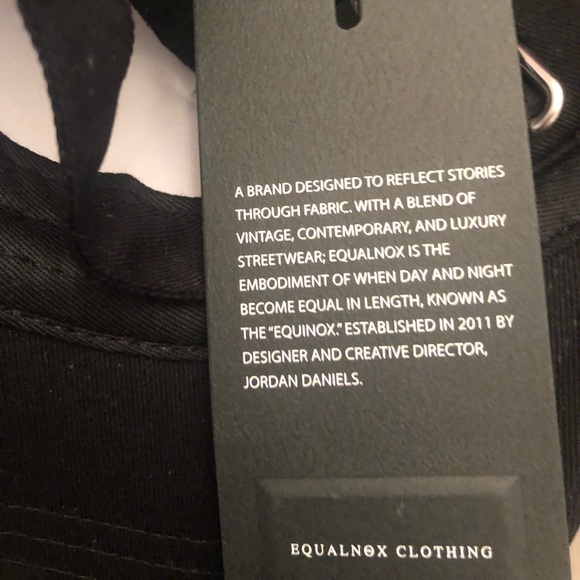 A BRAND DESIGNED TO REFLECT STORIES
THROUGH FABRIC. WITH A BLEND OF
VINTAGE, CONTEMPORARY, AND LUXURY
STREETWEAR; EQUALNOX IS THE
EMBODIMENT OF WHEN DAY AND NIGHT
BECOME EQUAL IN LENGTH, KNOWN AS
THE "EQUINOX." ESTABLISHED IN 2011 BY
DESIGNER AND CREATIVE DIRECTOR,
JORDAN DANIELS.
EQUALNΘX CLOTHING